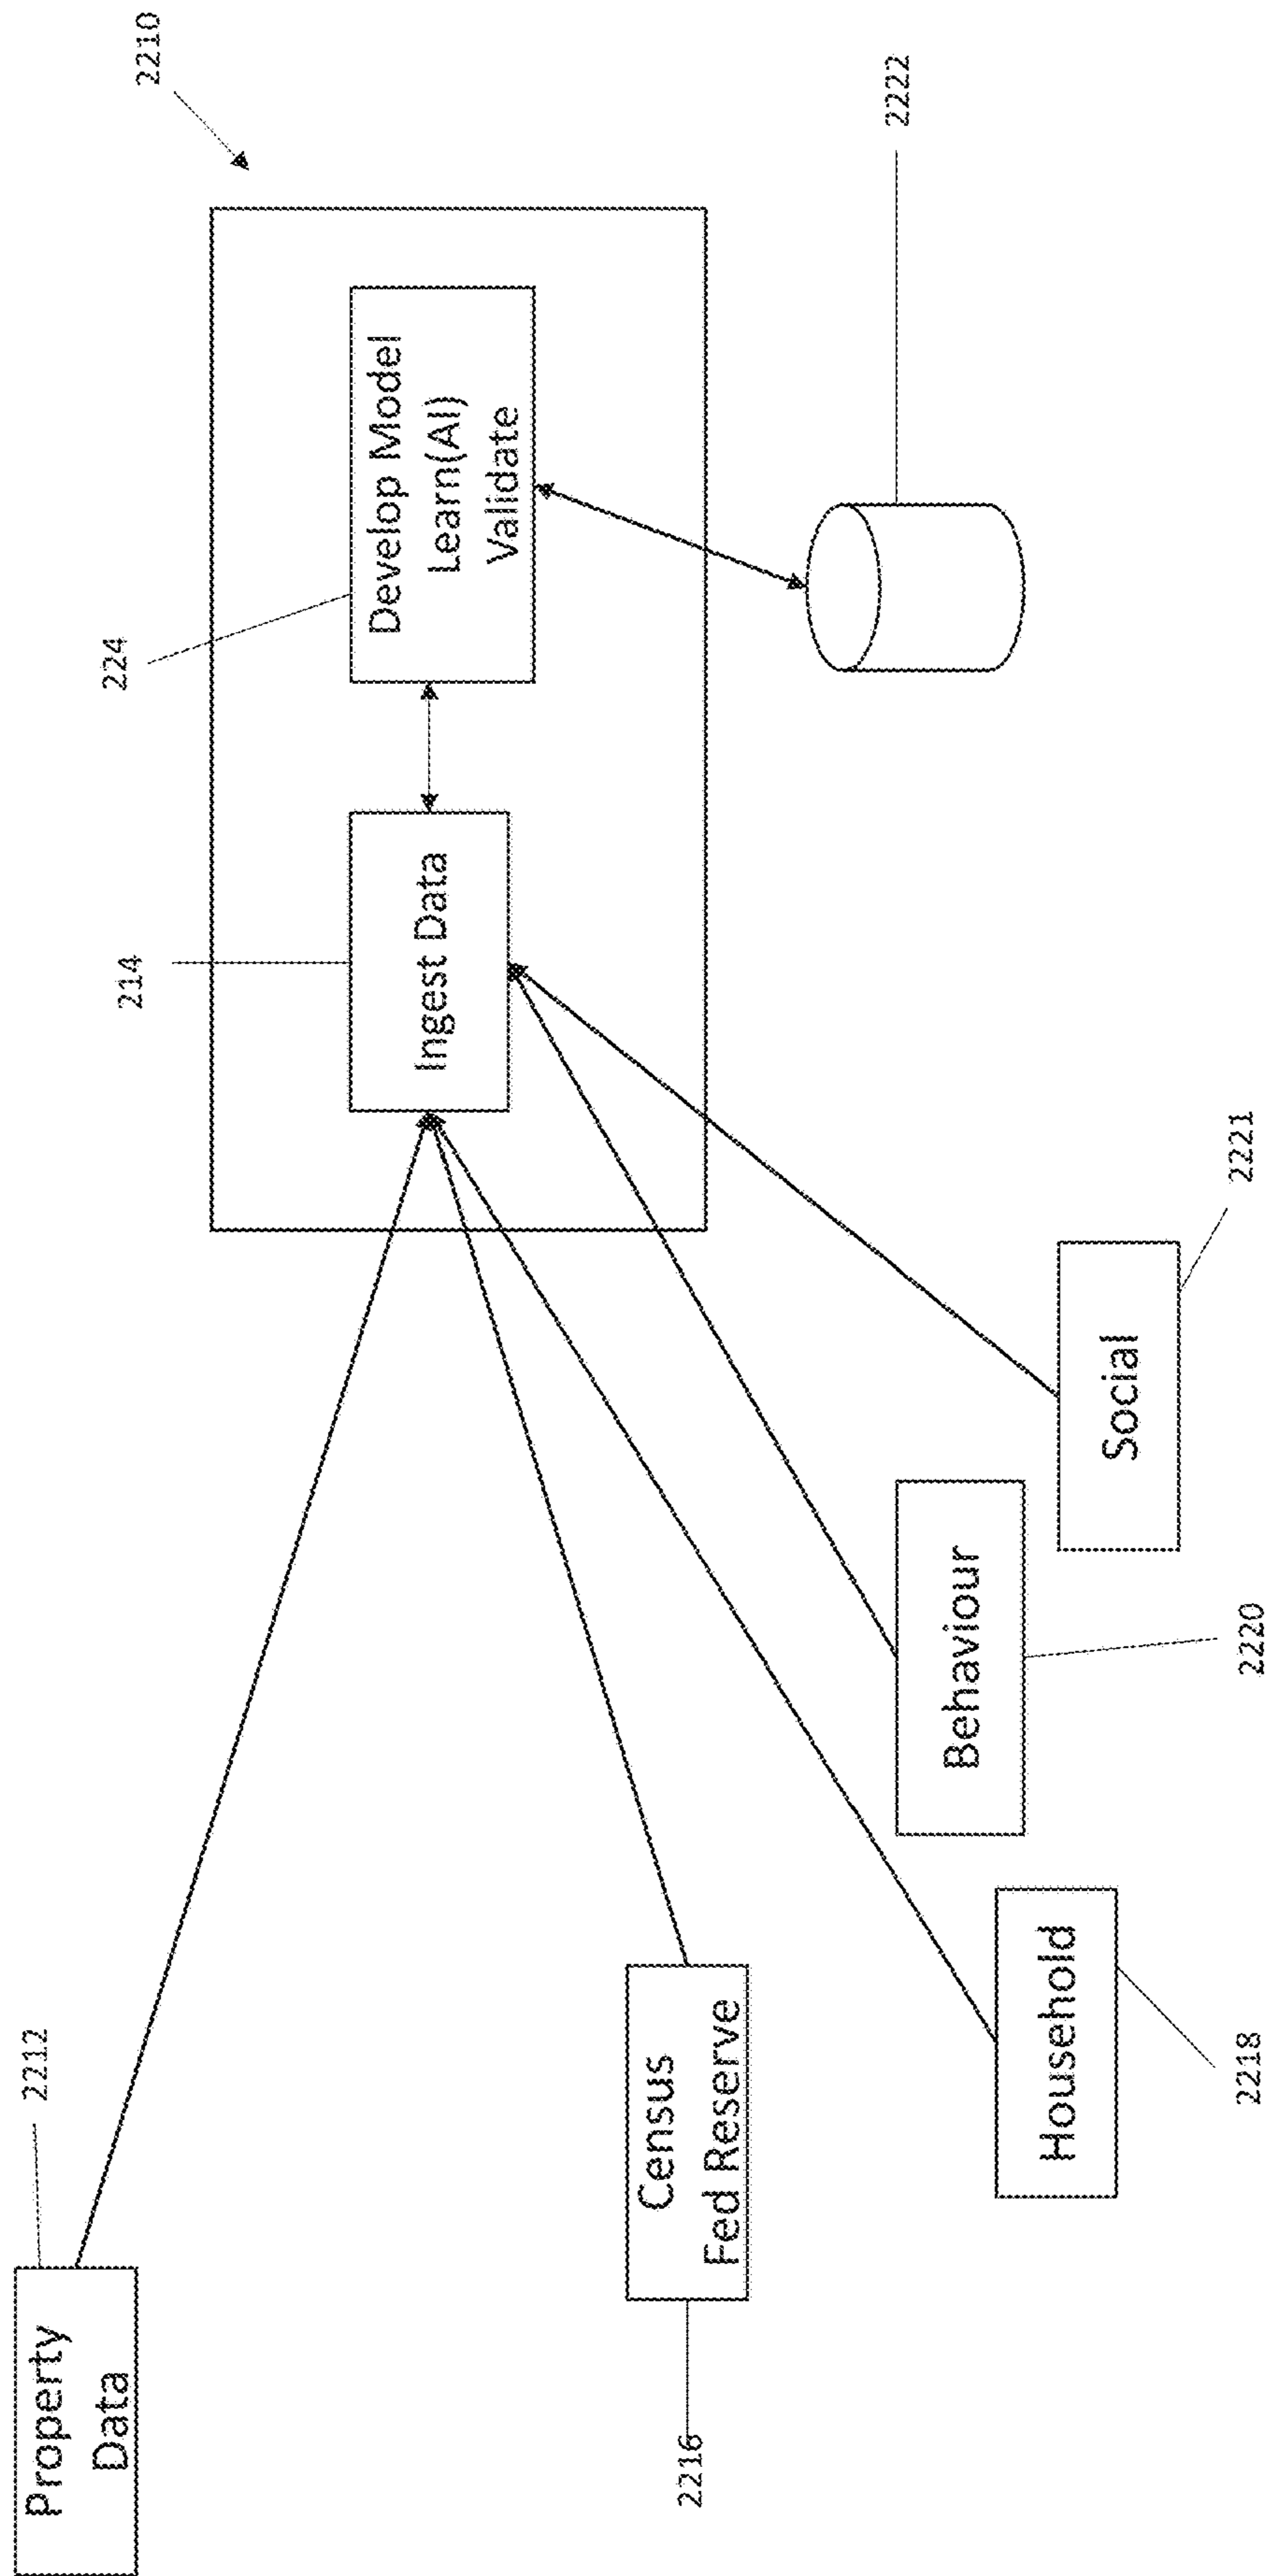 Property
Data
2212
Census
Fed Reserve
2216
Household
2218
Behaviour
2220
Social
2221
Ingest Data
214
Develop Model
Learn(AI)
Validate
224
2210
2222